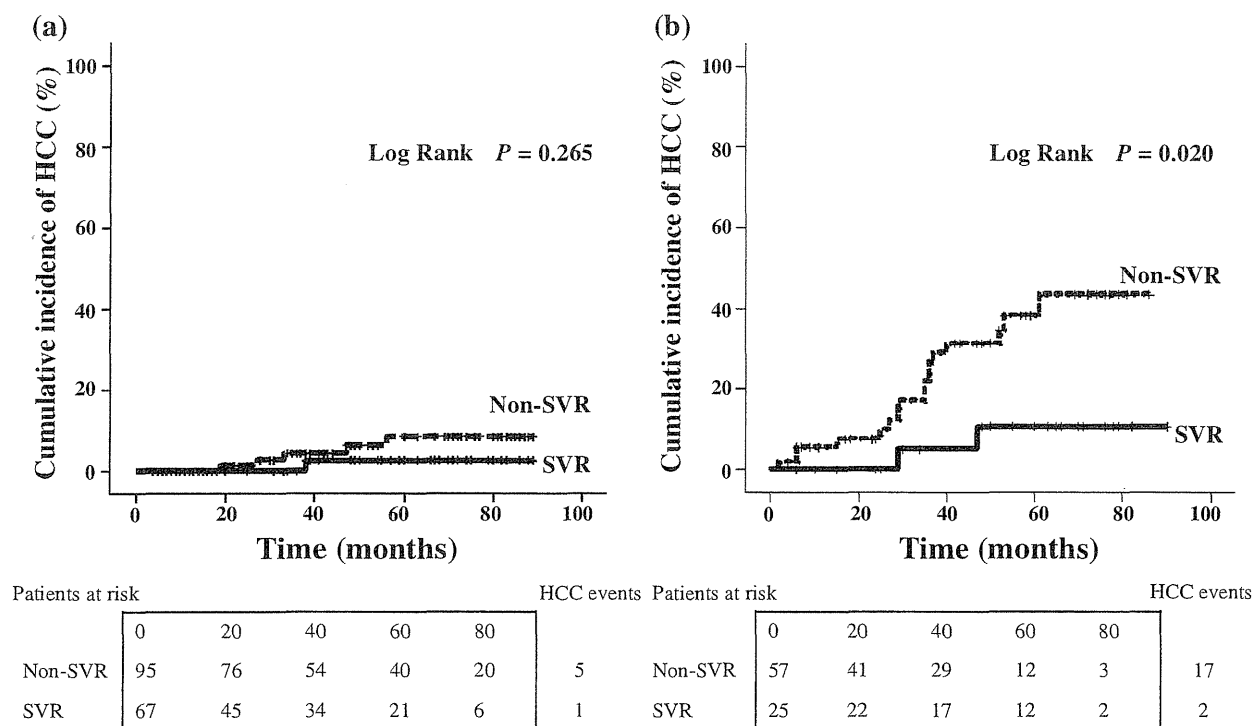 (a)
Cumulative incidence of HCC (%)
100
80
60
40
20
0
Log Rank P = 0.265
Non-SVR
SVR
0 20 40 60 80 100
Time (months)
Patients at risk HCC events
0 20 40 60 80
Non-SVR 95 76 54 40 20 5
SVR 67 45 34 21 6 1
(b)
Cumulative incidence of HCC (%)
100
80
60
40
20
0
Log Rank P = 0.020
Non-SVR
SVR
0 20 40 60 80 100
Time (months)
Patients at risk HCC events
0 20 40 60 80
Non-SVR 57 41 29 12 3 17
SVR 25 22 17 12 2 2